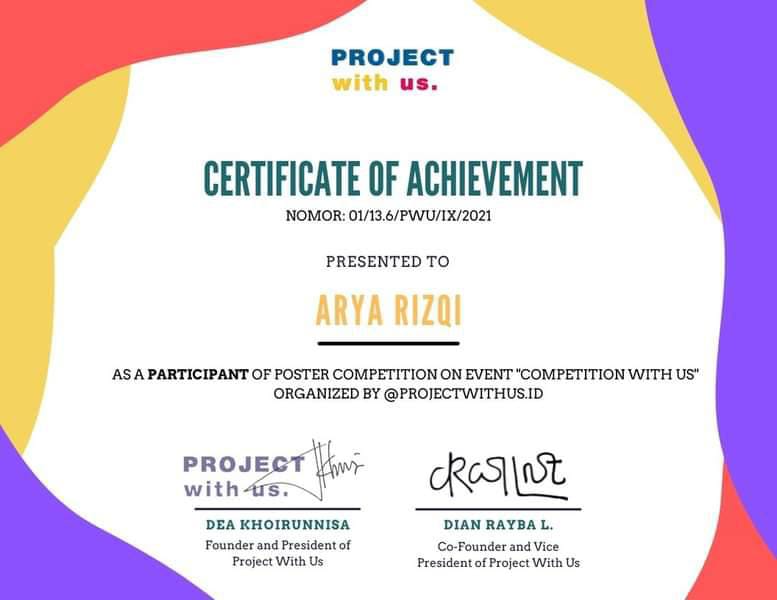 PROJECT
with us.
CERTIFICATE OF ACHIEVEMENT
NOMOR: 01/13.6/PWU/IX/2021
PRESENTED TO
ARYA RIZQI
AS A PARTICIPANT OF POSTER COMPETITION ON EVENT "COMPETITION WITH US"
ORGANIZED BY @PROJECTWITHUS.ID
PROJECT
with us.
DEA KHOIRUNNISA
Founder and President of
Project With Us
DIAN RAYBA L.
Co-Founder and Vice
President of Project With Us